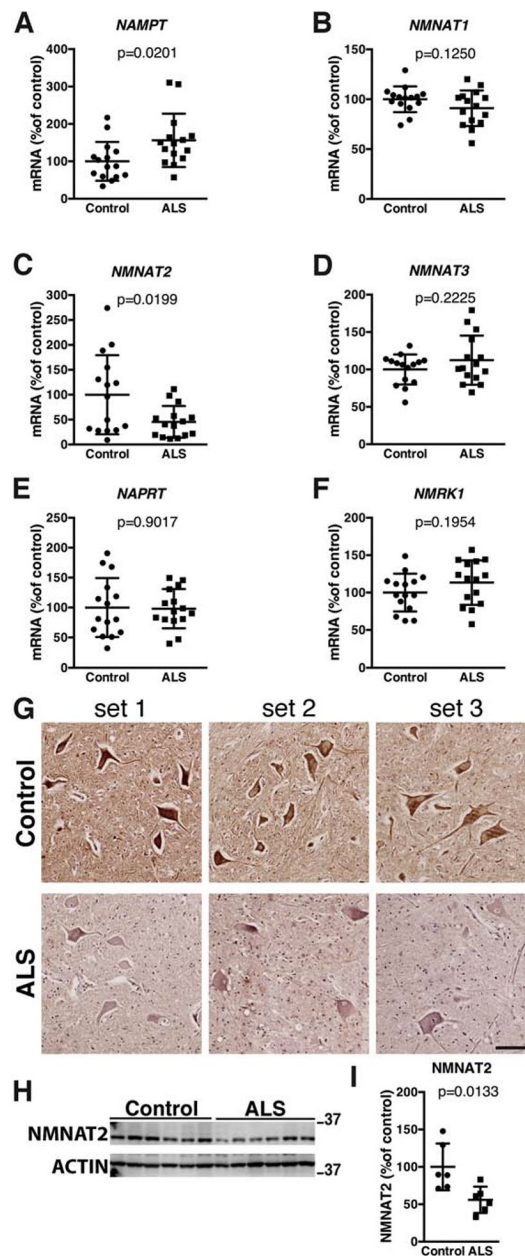 A
NAMPT
p=0.0201
mRNA (%of control)
400
300
200
100
0
Control ALS
B
NMNAT1
p=0.1250
mRNA (%of control)
150
100
50
0
Control ALS
C
NMNAT2
p=0.0199
mRNA (%of control)
300
250
200
150
100
50
0
Control ALS
D
NMNAT3
p=0.2225
mRNA (%of control)
200
150
100
50
0
Control ALS
E
NAPRT
p=0.9017
mRNA (%of control)
250
200
150
100
50
0
Control ALS
F
NMRK1
p=0.1954
mRNA (%of control)
200
150
100
50
0
Control ALS
G
set 1 set 2 set 3
Control
ALS
H
Control ALS
NMNAT2
-37
ACTIN
-37
I
NMNAT2
p=0.0133
NMNAT2 (%of control)
200
150
100
50
0
Control ALS